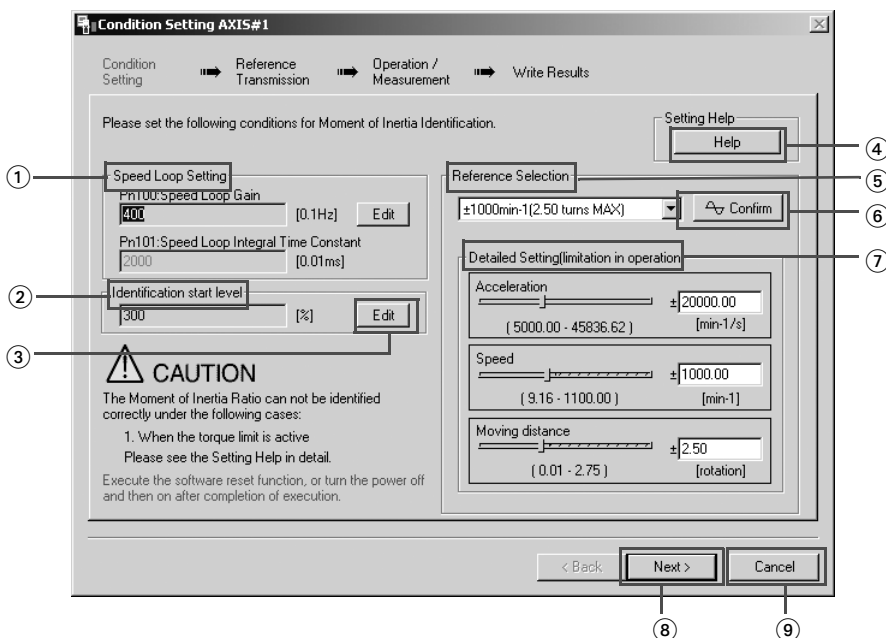 Condition Setting AXIS#1
Condition Setting
Reference Transmission
Operation / Measurement
Write Results
Please set the following conditions for Moment of Inertia Identification.
Setting Help
Help
④
①
Speed Loop Setting
Pn100:Speed Loop Gain
400
[0.1Hz]
Edit
Pn101:Speed Loop Integral Time Constant
2000
[0.01ms]
②
Identification start level
300
[%]
Edit
③
CAUTION
The Moment of Inertia Ratio can not be identified
correctly under the following cases:
1. When the torque limit is active
Please see the Setting Help in detail.
Execute the software reset function, or turn the power off
and then on after completion of execution.
Reference Selection
⑤
±1000min-1(2.50 turns MAX)
Confirm
⑥
Detailed Setting(limitation in operation
⑦
Acceleration
±20000.00
(5000.00 - 45836.62)
[min-1/s]
Speed
±1000.00
(9.16 - 1100.00)
[min-1]
Moving distance
±2.50
(0.01 - 2.75)
[rotation]
< Back
Next >
Cancel
⑧
⑨